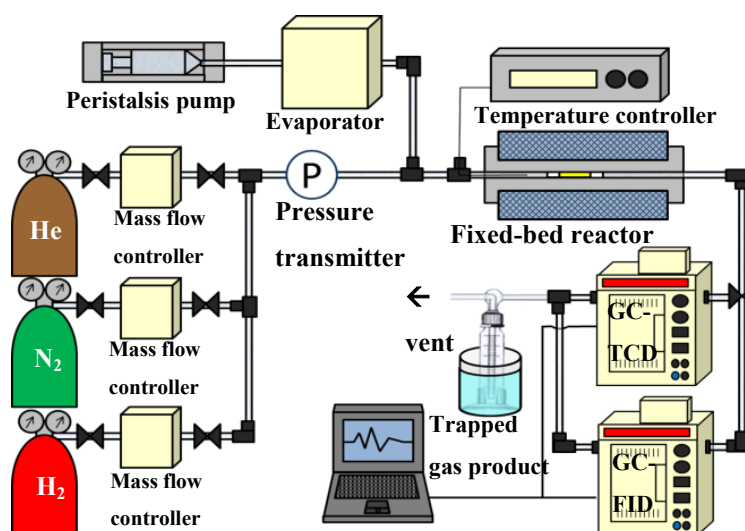 Peristalsis pump
Evaporator
Temperature controller
He
Mass flow
controller
P
Pressure
transmitter
Fixed-bed reactor
N₂
Mass flow
controller
←
vent
GC-
TCD
Trapped
gas product
H₂
Mass flow
controller
GC-
FID